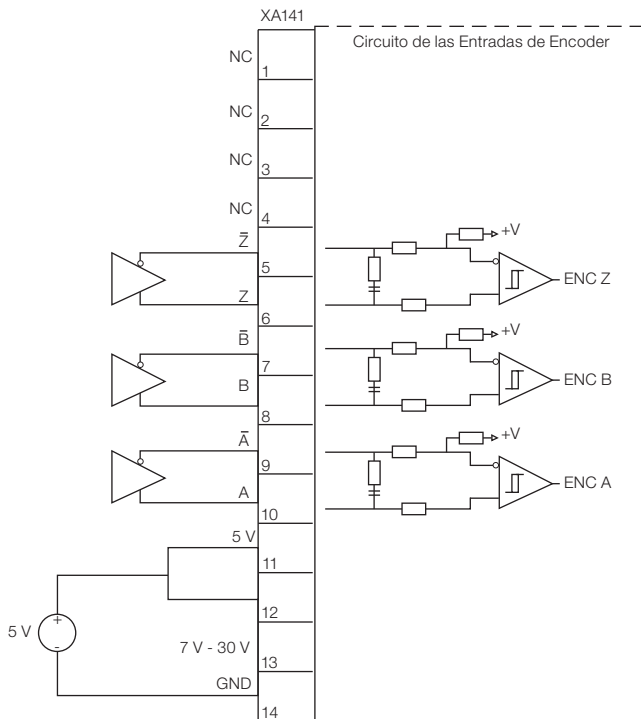 XA141
Circuito de las Entradas de Encoder
NC
1
NC
2
NC
3
NC
4
Z̅
5
Z
6
B̅
7
B
8
A̅
9
A
10
5 V
11
12
7 V - 30 V
13
GND
14
+V
ENC Z
+V
ENC B
+V
ENC A
5 V
+
-